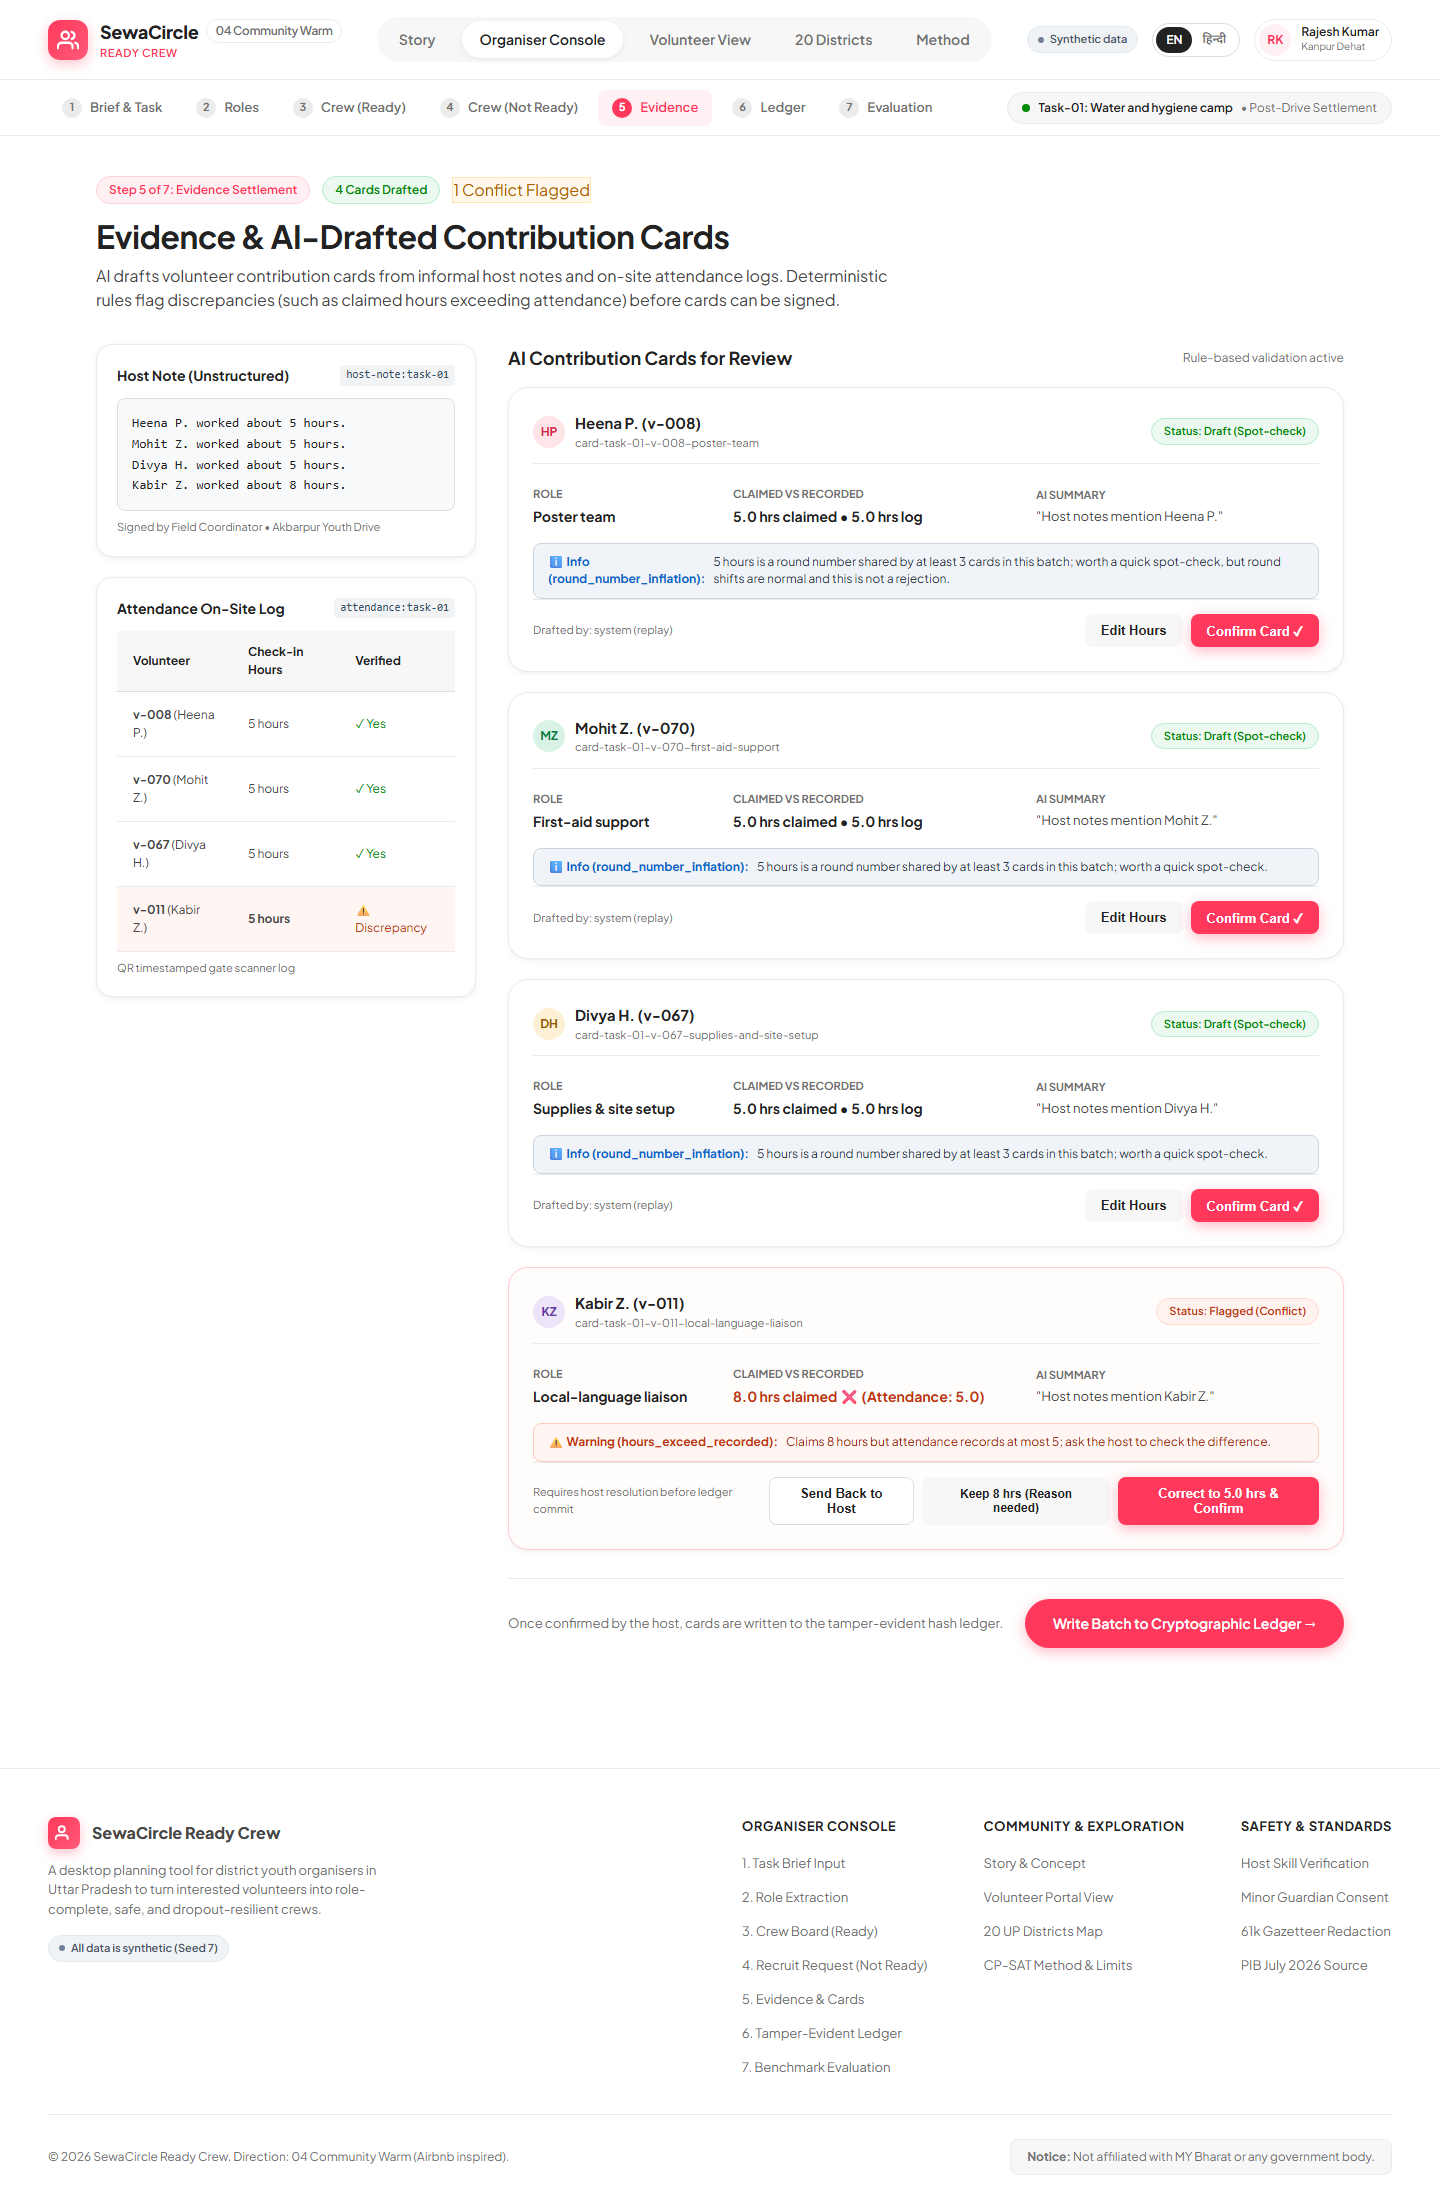 SewaCircle
READY CREW
04 Community Warm
Story
Organiser Console
Volunteer View
20 Districts
Method
Synthetic data
EN
हिन्दी
RK
Rajesh Kumar
Kanpur Dehat
1 Brief & Task
2 Roles
3 Crew (Ready)
4 Crew (Not Ready)
5 Evidence
6 Ledger
7 Evaluation
Task-01: Water and hygiene camp • Post-Drive Settlement
Step 5 of 7: Evidence Settlement
4 Cards Drafted
1 Conflict Flagged
Evidence & AI-Drafted Contribution Cards
AI drafts volunteer contribution cards from informal host notes and on-site attendance logs. Deterministic
rules flag discrepancies (such as claimed hours exceeding attendance) before cards can be signed.
Host Note (Unstructured)
host-note:task-01
Heena P. worked about 5 hours.
Mohit Z. worked about 5 hours.
Divya H. worked about 5 hours.
Kabir Z. worked about 8 hours.
Signed by Field Coordinator • Akbarpur Youth Drive
Attendance On-Site Log
attendance:task-01
Volunteer
Check-in
Hours
Verified
v-008 (Heena
P.)
5 hours
✓ Yes
v-070 (Mohit
Z.)
5 hours
✓ Yes
v-067 (Divya
H.)
5 hours
✓ Yes
v-011 (Kabir
Z.)
5 hours
⚠️
Discrepancy
QR timestamped gate scanner log
AI Contribution Cards for Review
Rule-based validation active
HP
Heena P. (v-008)
card-task-01-v-008-poster-team
Status: Draft (Spot-check)
ROLE
CLAIMED VS RECORDED
AI SUMMARY
Poster team
5.0 hrs claimed • 5.0 hrs log
"Host notes mention Heena P."
ℹ️ Info
(round_number_inflation):
5 hours is a round number shared by at least 3 cards in this batch; worth a quick spot-check, but round
shifts are normal and this is not a rejection.
Drafted by: system (replay)
Edit Hours
Confirm Card ✓
MZ
Mohit Z. (v-070)
card-task-01-v-070-first-aid-support
Status: Draft (Spot-check)
ROLE
CLAIMED VS RECORDED
AI SUMMARY
First-aid support
5.0 hrs claimed • 5.0 hrs log
"Host notes mention Mohit Z."
ℹ️ Info (round_number_inflation): 5 hours is a round number shared by at least 3 cards in this batch; worth a quick spot-check.
Drafted by: system (replay)
Edit Hours
Confirm Card ✓
DH
Divya H. (v-067)
card-task-01-v-067-supplies-and-site-setup
Status: Draft (Spot-check)
ROLE
CLAIMED VS RECORDED
AI SUMMARY
Supplies & site setup
5.0 hrs claimed • 5.0 hrs log
"Host notes mention Divya H."
ℹ️ Info (round_number_inflation): 5 hours is a round number shared by at least 3 cards in this batch; worth a quick spot-check.
Drafted by: system (replay)
Edit Hours
Confirm Card ✓
KZ
Kabir Z. (v-011)
card-task-01-v-011-local-language-liaison
Status: Flagged (Conflict)
ROLE
CLAIMED VS RECORDED
AI SUMMARY
Local-language liaison
8.0 hrs claimed ❌ (Attendance: 5.0)
"Host notes mention Kabir Z."
⚠️ Warning (hours_exceed_recorded): Claims 8 hours but attendance records at most 5; ask the host to check the difference.
Requires host resolution before ledger
commit
Send Back to
Host
Keep 8 hrs (Reason
needed)
Correct to 5.0 hrs &
Confirm
Once confirmed by the host, cards are written to the tamper-evident hash ledger.
Write Batch to Cryptographic Ledger →
SewaCircle Ready Crew
A desktop planning tool for district youth organisers in
Uttar Pradesh to turn interested volunteers into role-
complete, safe, and dropout-resilient crews.
All data is synthetic (Seed 7)
ORGANISER CONSOLE
1. Task Brief Input
2. Role Extraction
3. Crew Board (Ready)
4. Recruit Request (Not Ready)
5. Evidence & Cards
6. Tamper-Evident Ledger
7. Benchmark Evaluation
COMMUNITY & EXPLORATION
Story & Concept
Volunteer Portal View
20 UP Districts Map
CP-SAT Method & Limits
SAFETY & STANDARDS
Host Skill Verification
Minor Guardian Consent
61k Gazetteer Redaction
PIB July 2026 Source
© 2026 SewaCircle Ready Crew. Direction: 04 Community Warm (Airbnb inspired).
Notice: Not affiliated with MY Bharat or any government body.